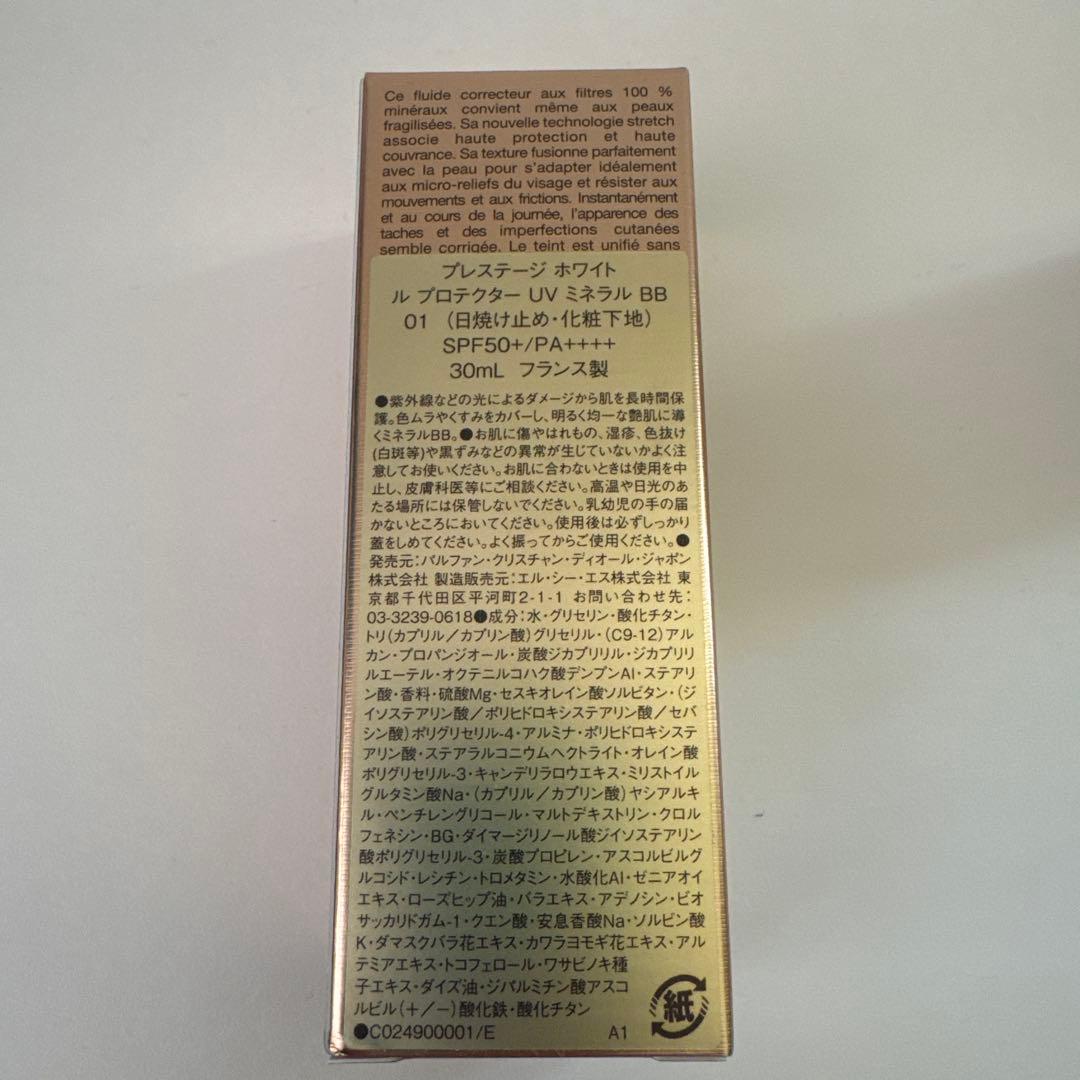 Ce fluide correcteur aux filtres 100 %
minéraux convient même aux peaux
fragilisées. Sa nouvelle technologie stretch
associe haute protection et haute
couvrance. Sa texture fusionne parfaitement
avec la peau pour s'adapter idéalement
aux micro-reliefs du visage et résister aux
mouvements et aux frictions. Instantanément
et au cours de la journée, l'apparence des
taches et des imperfections cutanées
semble corrigée. Le teint est unifié sans
プレステージ ホワイト
ル プロテクター UV ミネラル BB
01 （日焼け止め・化粧下地）
SPF50+/PA++++
30mL フランス製
●紫外線などの光によるダメージから肌を長時間保
護。色ムラやくすみをカバーし、明るく均一な艶肌に導
くミネラルBB。●お肌に傷やはれもの、湿疹、色抜け
(白斑等)や黒ずみなどの異常が生じていないかよく注
意してお使いください。お肌に合わないときは使用を中
止し、皮膚科医等にご相談ください。高温や日光のあ
たる場所には保管しないでください。乳幼児の手の届
かないところにおいてください。使用後は必ずしっかり
蓋をしめてください。よく振ってからご使用ください。●
発売元：パルファン・クリスチャン・ディオール・ジャポン
株式会社 製造販売元：エル・シー・エス株式会社 東
京都千代田区平河町2-1-1 お問い合わせ先：
03-3239-0618●成分：水・グリセリン・酸化チタン・
トリ(カプリル／カプリン酸)グリセリル・(C9-12)アル
カン・プロパンジオール・炭酸ジカプリリル・ジカプリリ
ルエーテル・オクテニルコハク酸デンプンAl・ステアリ
ン酸・香料・硫酸Mg・セスキオレイン酸ソルビタン・(ジ
イソステアリン酸／ポリヒドロキシステアリン酸／セバ
シン酸)ポリグリセリル-4・アルミナ・ポリヒドロキシステ
アリン酸・ステアラルコニウムヘクトライト・オレイン酸
ポリグリセリル-3・キャンデリラロウエキス・ミリストイル
グルタミン酸Na・(カプリル／カプリン酸)ヤシアルキ
ル・ペンチレングリコール・マルトデキストリン・クロル
フェネシン・BG・ダイマージリノール酸ジイソステアリン
酸ポリグリセリル-3・炭酸プロピレン・アスコルビルグ
ルコシド・レシチン・トロメタミン・水酸化Al・ゼニアオイ
エキス・ローズヒップ油・バラエキス・アデノシン・ビオ
サッカリドガム-1・クエン酸・安息香酸Na・ソルビン酸
K・ダマスクバラ花エキス・カワラヨモギ花エキス・アル
テミアエキス・トコフェロール・ワサビノキ種
子エキス・ダイズ油・ジパルミチン酸アスコ
ルビル(＋／－)酸化鉄・酸化チタン
●C024900001/E A1
紙